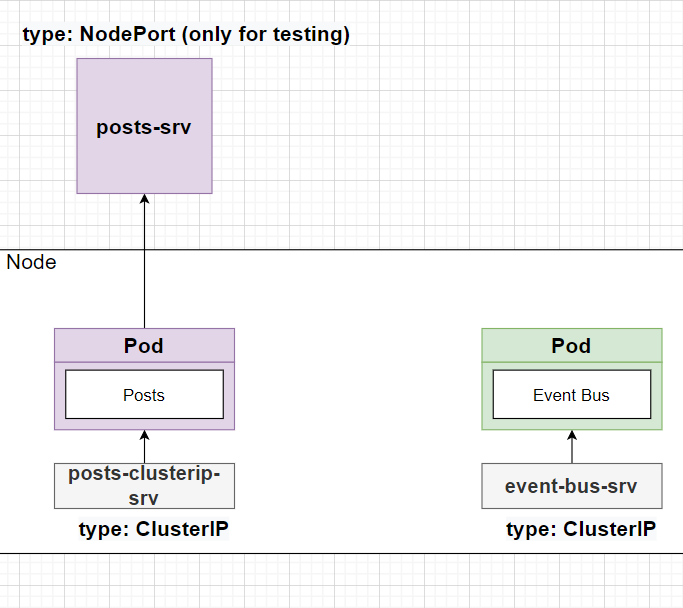 type: NodePort (only for testing)
posts-srv
Node
Pod
Posts
posts-clusterip-
srv
type: ClusterIP
Pod
Event Bus
event-bus-srv
type: ClusterIP